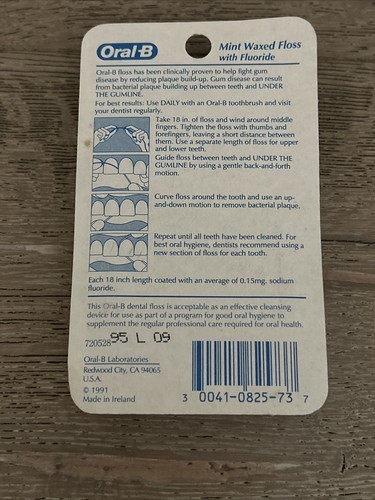 Oral-B
Mint Waxed Floss
with Fluoride
Oral-B floss has been clinically proven to help fight gum
disease by reducing plaque build-up. Gum disease can result
from bacterial plaque building up between teeth and UNDER
THE GUMLINE.
For best results: Use DAILY with an Oral-B toothbrush and visit
your dentist regularly.
Take 18 in. of floss and wind around middle
fingers. Tighten the floss with thumbs and
forefingers, leaving a short distance between
them. Use a separate length of floss for upper
and lower teeth.
Guide floss between teeth and UNDER THE
GUMLINE by using a gentle back-and-forth
motion.
Curve floss around the tooth and use an up-
and-down motion to remove bacterial plaque.
Repeat until all teeth have been cleaned. For
best oral hygiene, dentists recommend using a
new section of floss for each tooth.
Each 18 inch length coated with an average of 0.15mg. sodium
fluoride.
This Oral-B dental floss is acceptable as an effective cleansing
device for use as part of a program for good oral hygiene to
supplement the regular professional care required for oral health.
720528 95 L 09
Oral-B Laboratories
Redwood City, CA 94065
U.S.A.
© 1991
Made in Ireland
3 0041-0825-73 7